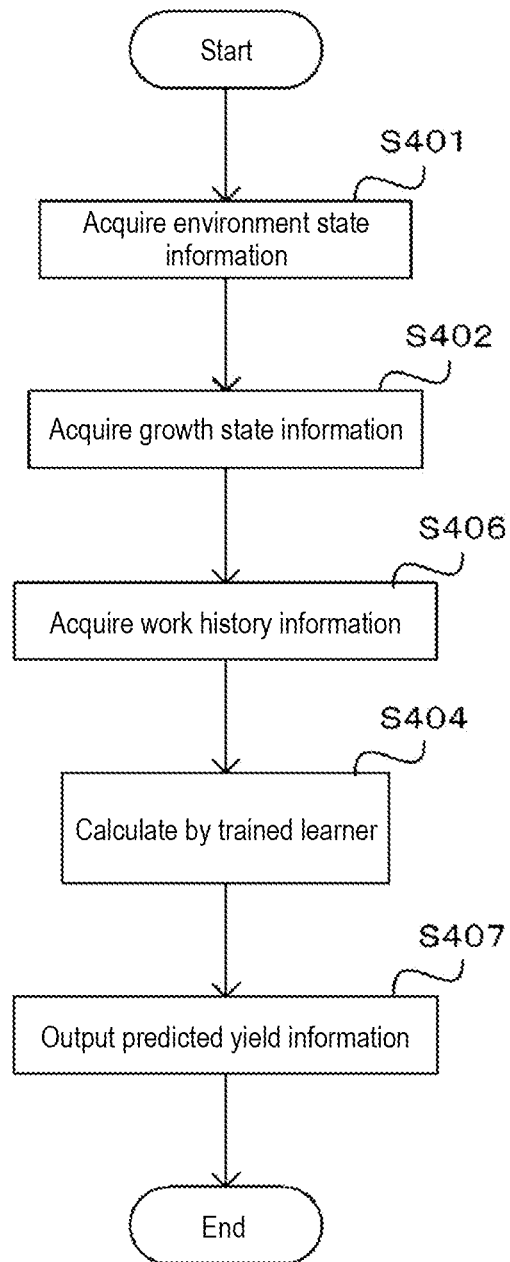 Start
S401
Acquire environment state
information
S402
Acquire growth state information
S406
Acquire work history information
S404
Calculate by trained learner
S407
Output predicted yield information
End